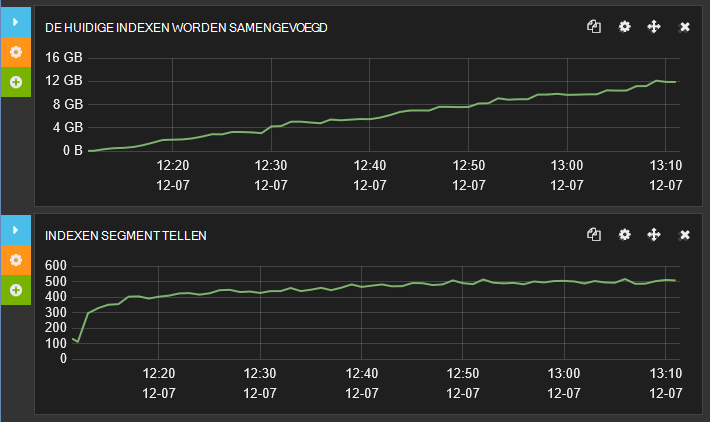 DE HUIDIGE INDEXEN WORDEN SAMENGEVOEGD
16 GB
12 GB
8 GB
4 GB
0 B
12:20 12:30 12:40 12:50 13:00 13:10
12-07 12-07 12-07 12-07 12-07 12-07
INDEXEN SEGMENT TELLEN
600
500
400
300
200
100
0
12:20 12:30 12:40 12:50 13:00 13:10
12-07 12-07 12-07 12-07 12-07 12-07